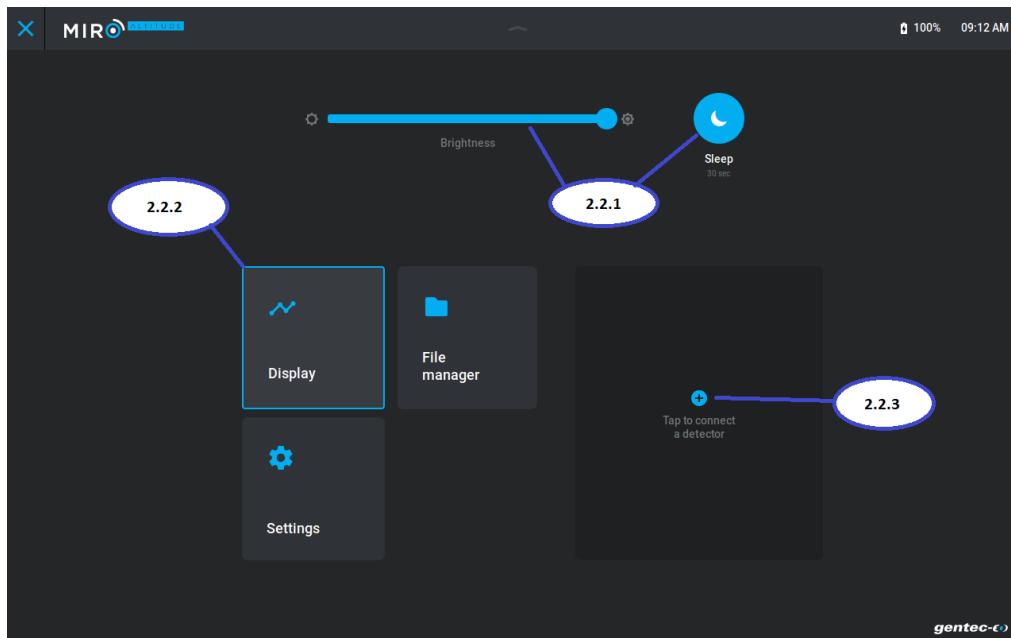 MIRO ALTITUDE
100% 09:12 AM
Brightness
Sleep
30 sec
2.2.1
2.2.2
Display
File
manager
2.2.3
Tap to connect
a detector
Settings
gentec-eo